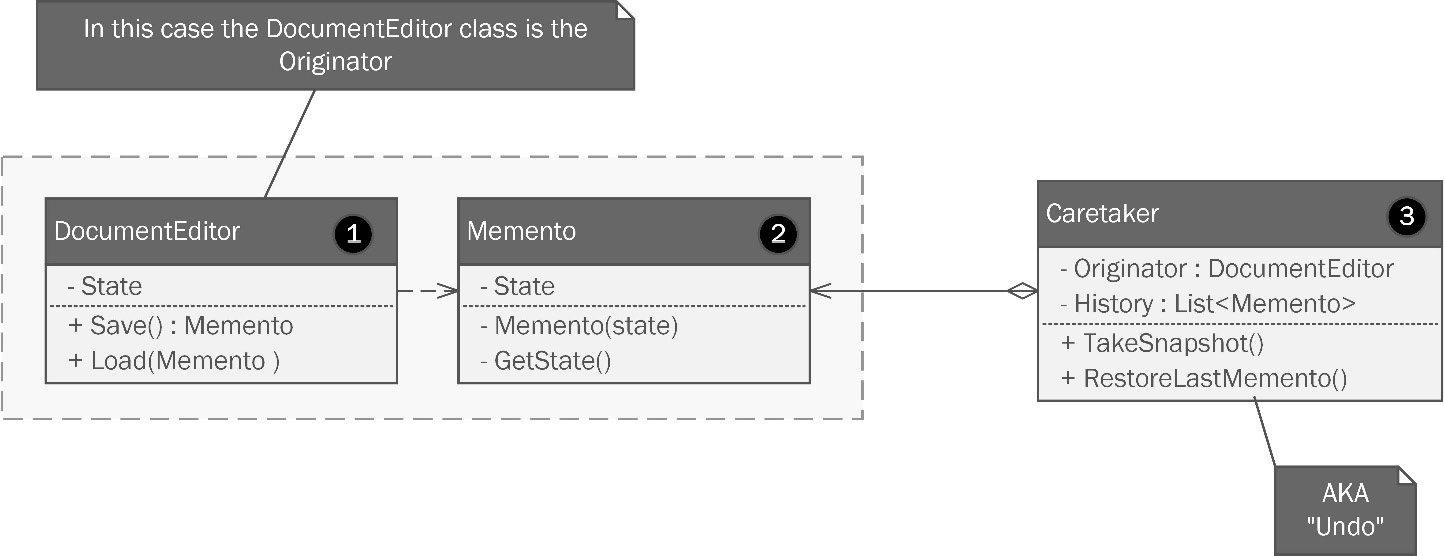 In this case the DocumentEditor class is the
Originator
DocumentEditor
1
- State
+ Save() : Memento
+ Load(Memento )
Memento
2
- State
- Memento(state)
- GetState()
Caretaker
3
- Originator : DocumentEditor
- History : List<Memento>
+ TakeSnapshot()
+ RestoreLastMemento()
AKA
"Undo"